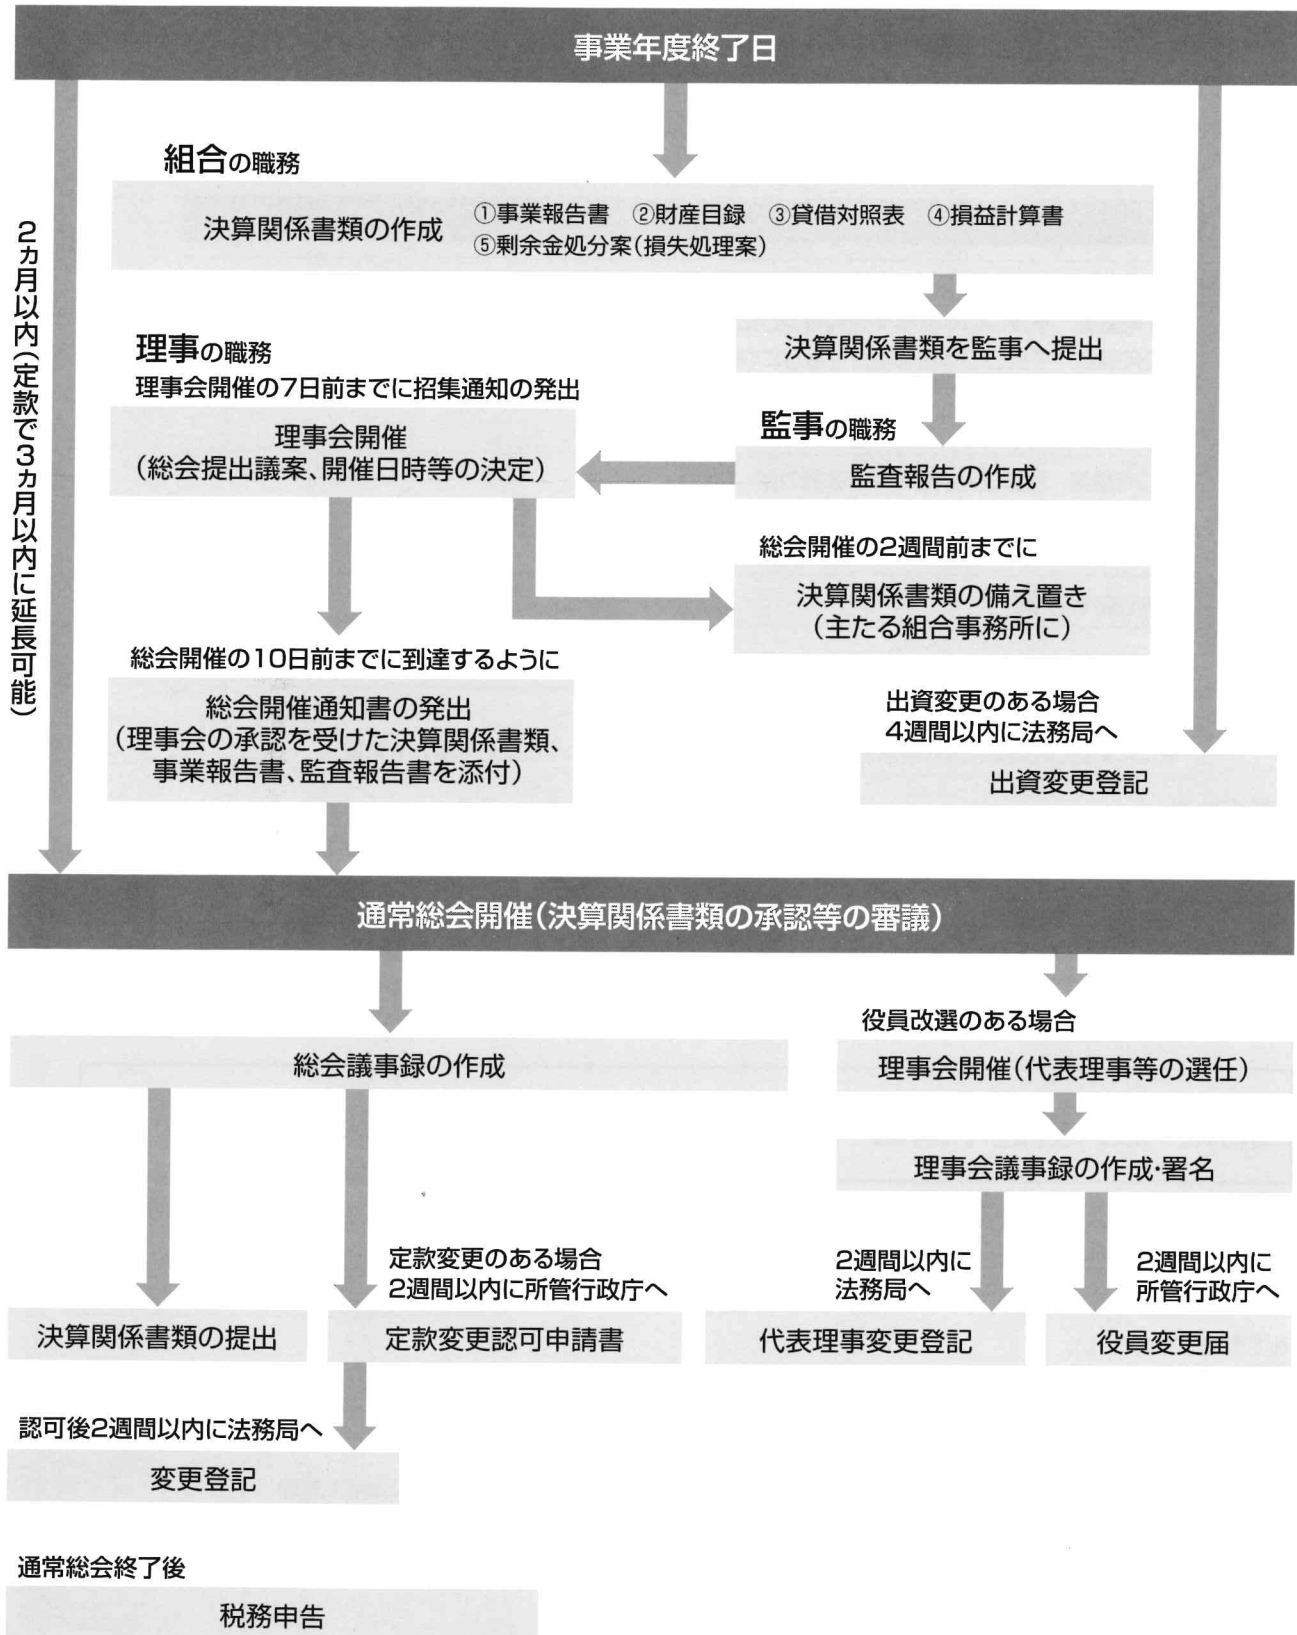 事業年度終了日
2ヵ月以内(定款で3ヵ月以内に延長可能)
組合の職務
決算関係書類の作成
①事業報告書 ②財産目録 ③貸借対照表 ④損益計算書
⑤剰余金処分案(損失処理案)
決算関係書類を監事へ提出
理事の職務
理事会開催の7日前までに招集通知の発出
理事会開催
(総会提出議案、開催日時等の決定)
監事の職務
監査報告の作成
総会開催の2週間前までに
決算関係書類の備え置き
(主たる組合事務所に)
総会開催の10日前までに到達するように
総会開催通知書の発出
(理事会の承認を受けた決算関係書類、
事業報告書、監査報告書を添付)
出資変更のある場合
4週間以内に法務局へ
出資変更登記
通常総会開催(決算関係書類の承認等の審議)
総会議事録の作成
役員改選のある場合
理事会開催(代表理事等の選任)
理事会議事録の作成・署名
定款変更のある場合
2週間以内に所管行政庁へ
2週間以内に
法務局へ
2週間以内に
所管行政庁へ
決算関係書類の提出
定款変更認可申請書
代表理事変更登記
役員変更届
認可後2週間以内に法務局へ
変更登記
通常総会終了後
税務申告